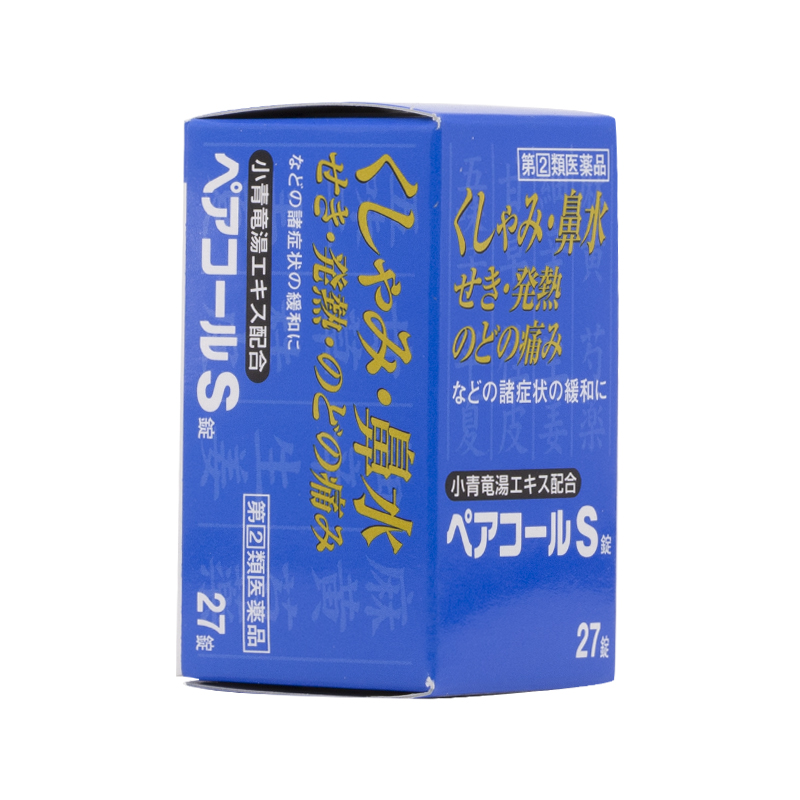 くしゃみ・鼻水
せき・発熱・のどの痛み
などの諸症状の緩和に
小青竜湯エキス配合
ペアコールS錠
第②類医薬品
27錠
生姜
麻黄
第②類医薬品
くしゃみ・鼻水
せき・発熱
のどの痛み
などの諸症状の緩和に
小青竜湯エキス配合
ペアコールS錠
27錠